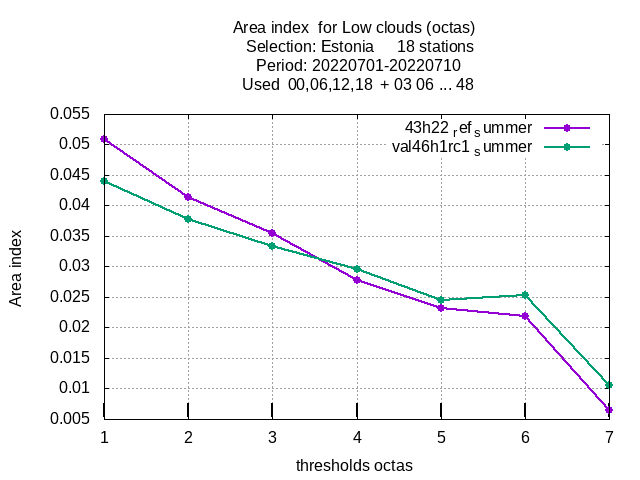 Area index  for Low clouds (octas)
Selection: Estonia     18 stations
Period: 20220701-20220710
Used  00,06,12,18  + 03 06 ... 48
43h22 ref summer
val46h1rc1 summer
0.055
0.05
0.045
0.04
0.035
0.03
0.025
0.02
0.015
0.01
0.005
Area index
1 2 3 4 5 6 7
thresholds octas